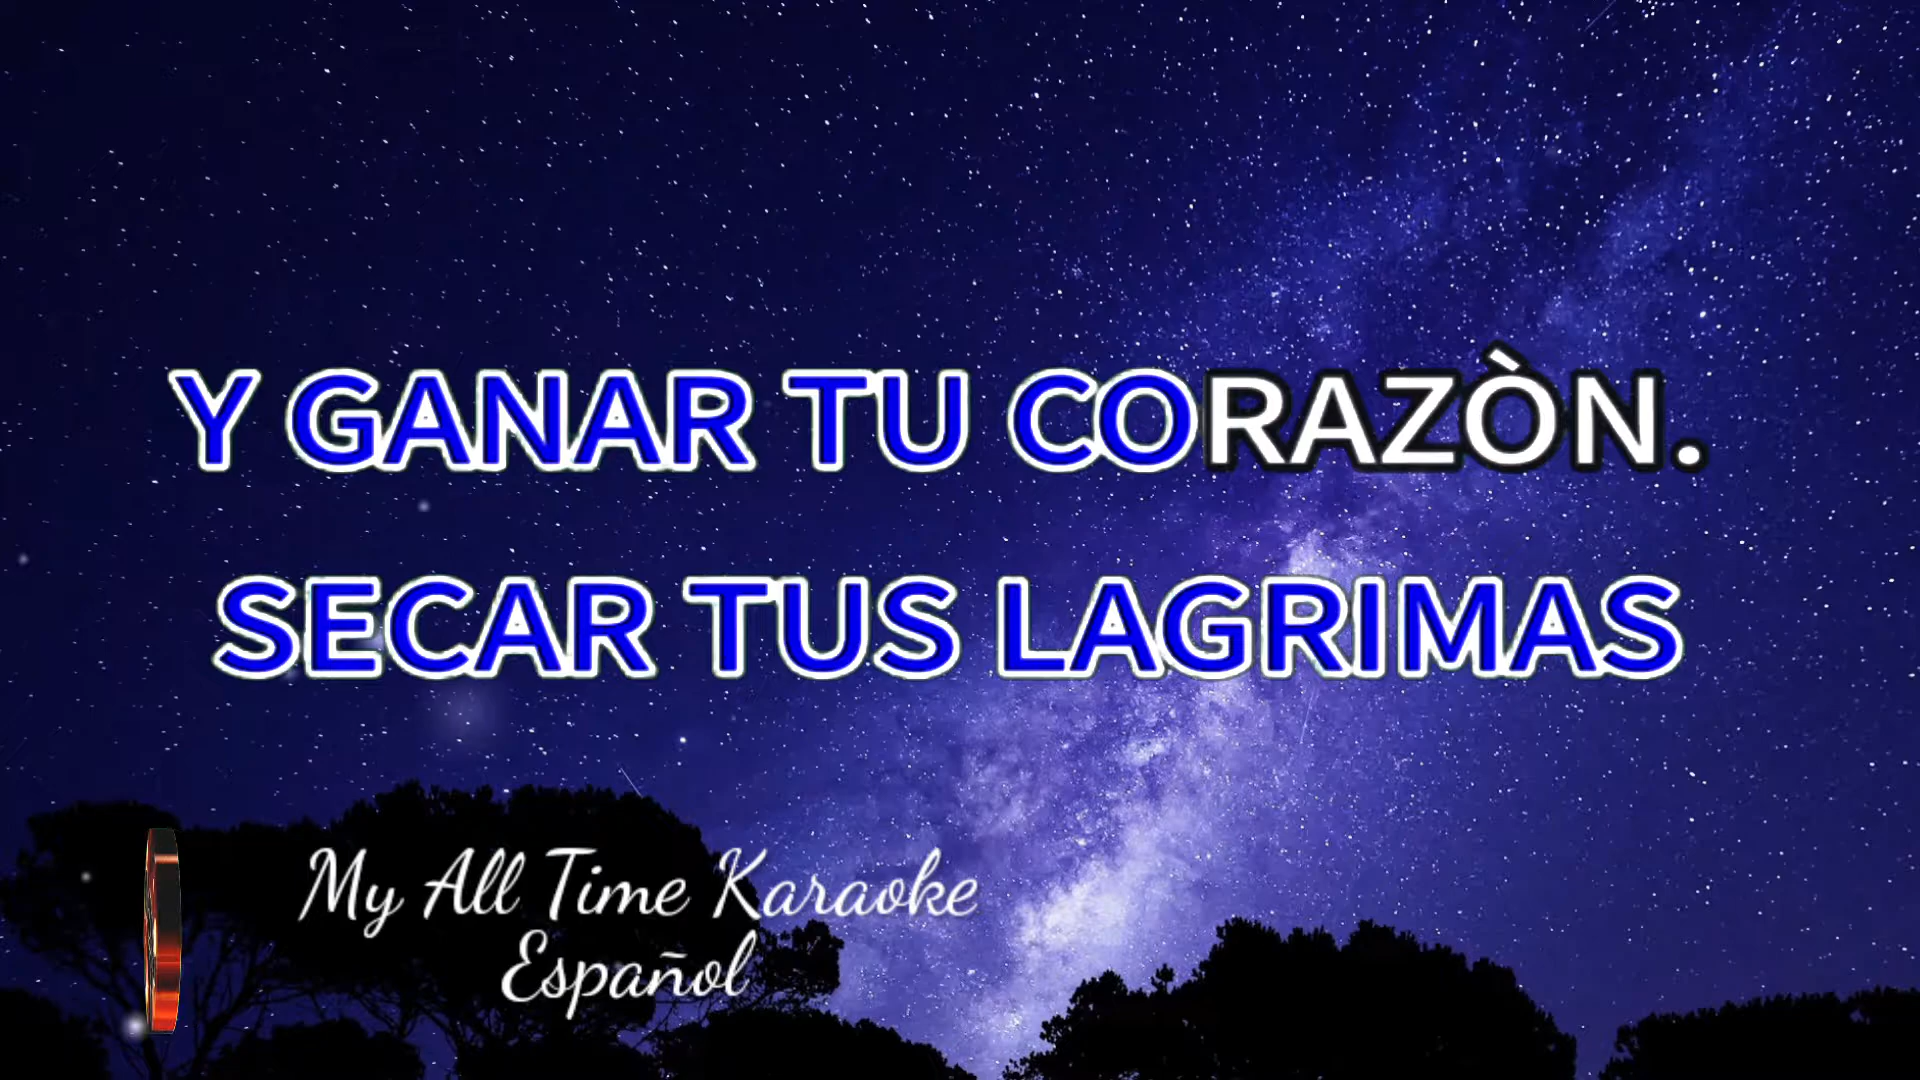 Y GANAR TU CORAZÒN.
SECAR TUS LAGRIMAS
My All Time Karaoke
Español